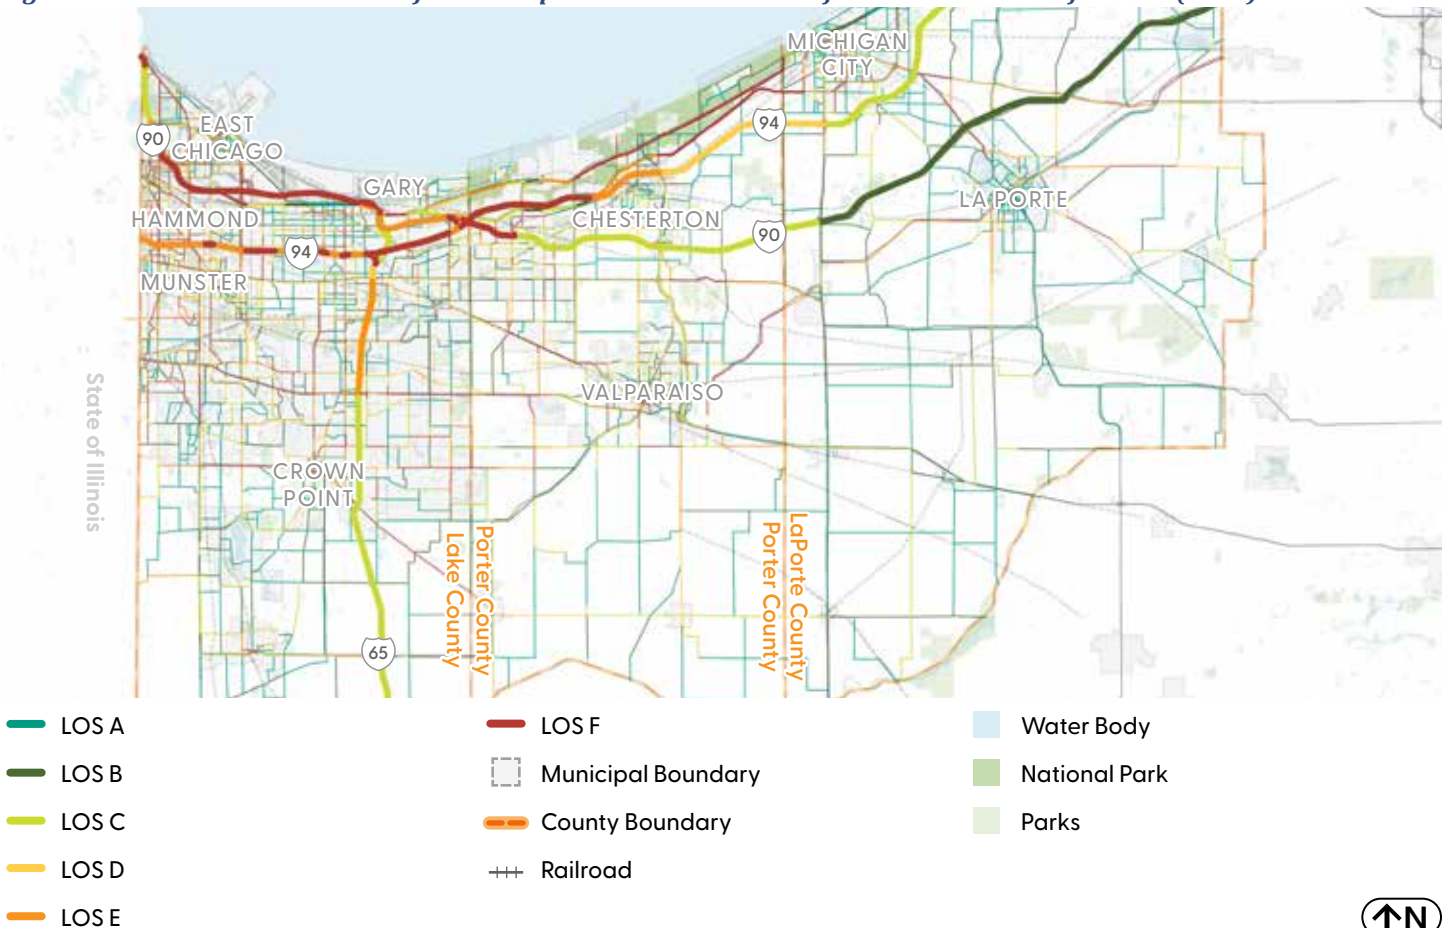 MICHIGAN
CITY
94
90
EAST
CHICAGO
GARY
HAMMOND
CHESTERTON
LA PORTE
90
94
MUNSTER
VALPARAISO
State of Illinois
CROWN
POINT
Lake County
Porter County
Porter County
LaPorte County
65
LOS A
LOS B
LOS C
LOS D
LOS E
LOS F
Municipal Boundary
County Boundary
Railroad
Water Body
National Park
Parks
N